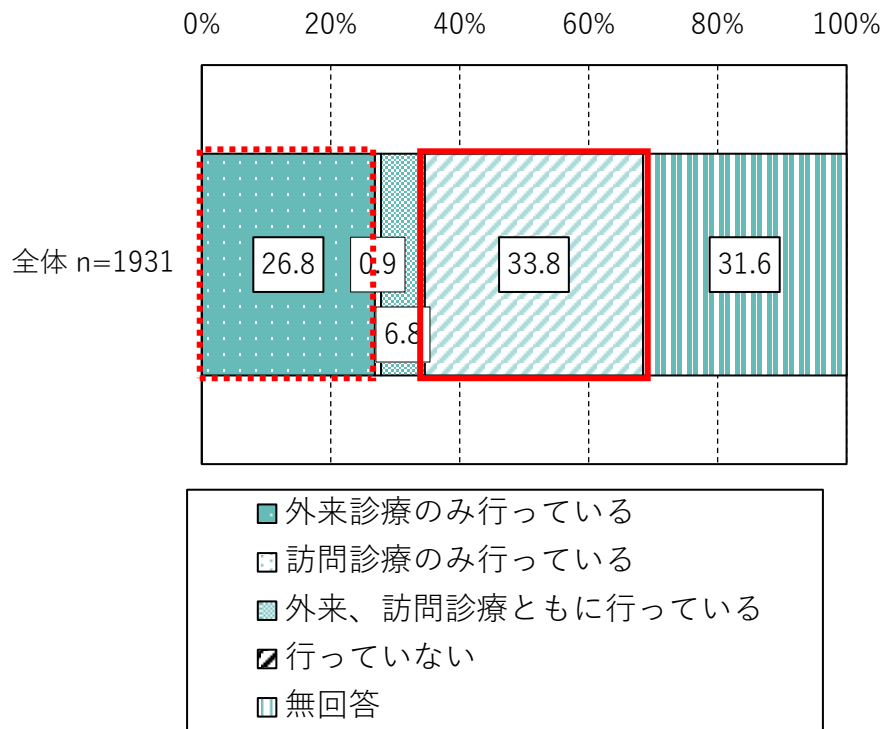 0% 20% 40% 60% 80% 100%
全体 n=1931
26.8
0.9
6.8
33.8
31.6
外来診療のみ行っている
訪問診療のみ行っている
外来、訪問診療ともに行っている
行っていない
無回答